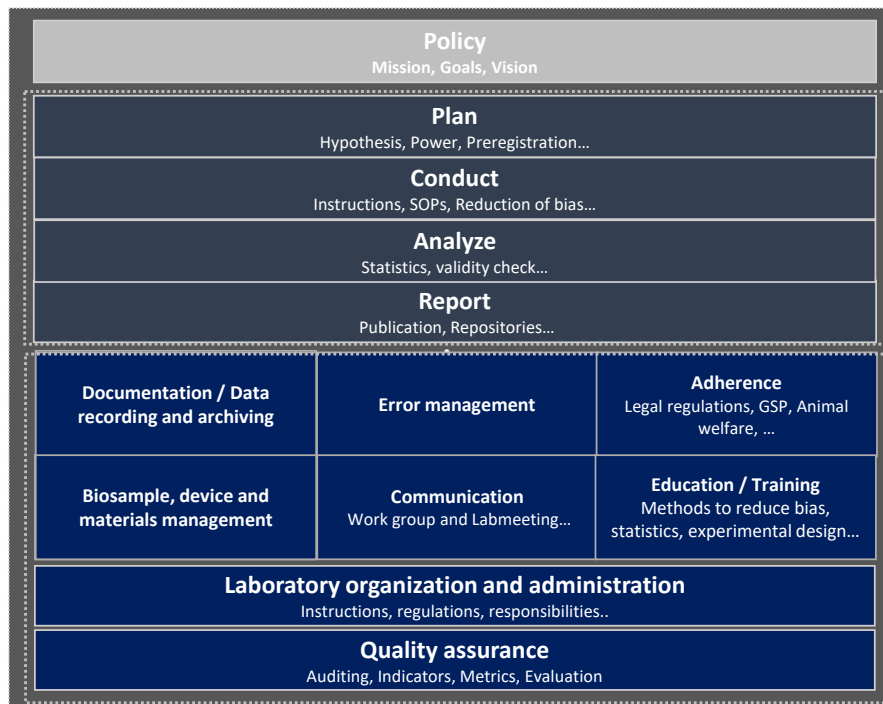 Policy
Mission, Goals, Vision
Plan
Hypothesis, Power, Preregistration…
Conduct
Instructions, SOPs, Reduction of bias…
Analyze
Statistics, validity check…
Report
Publication, Repositories…
Documentation / Data
recording and archiving
Error management
Adherence
Legal regulations, GSP, Animal
welfare, …
Biosample, device and
materials management
Communication
Work group and Labmeeting…
Education / Training
Methods to reduce bias,
statistics, experimental design…
Laboratory organization and administration
Instructions, regulations, responsibilities..
Quality assurance
Auditing, Indicators, Metrics, Evaluation